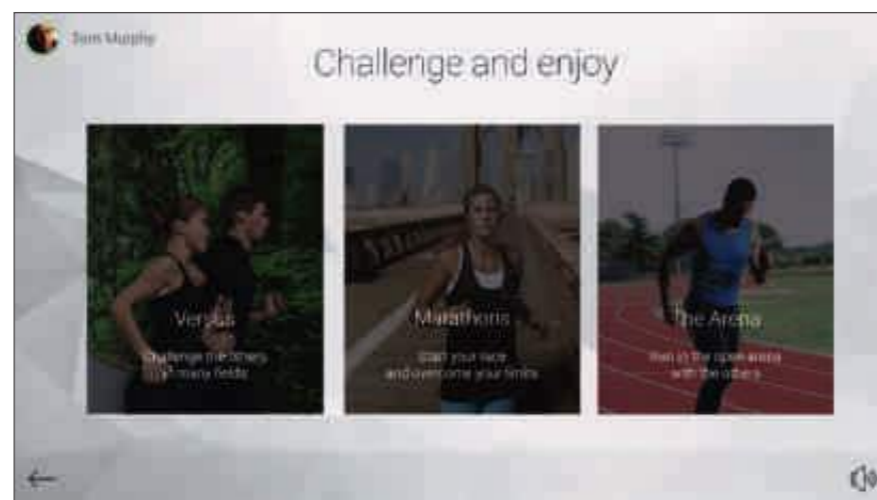 Tom Murphy
Challenge and enjoy
Versus
Challenge the others
in many fields
Marathons
Start your race
and overcome your limits
The Arena
Run in the open arena
with the others